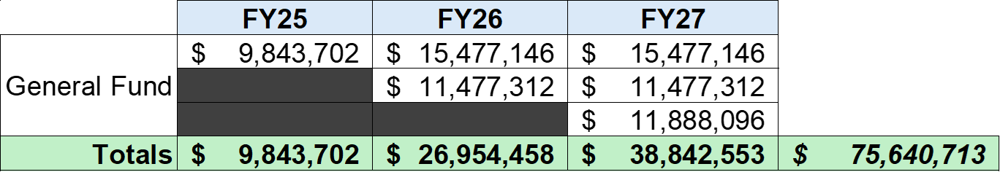 FY25 FY26 FY27
$ 9,843,702 $ 15,477,146 $ 15,477,146
General Fund $ 11,477,312 $ 11,477,312
$ 11,888,096
Totals $ 9,843,702 $ 26,954,458 $ 38,842,553 $ 75,640,713